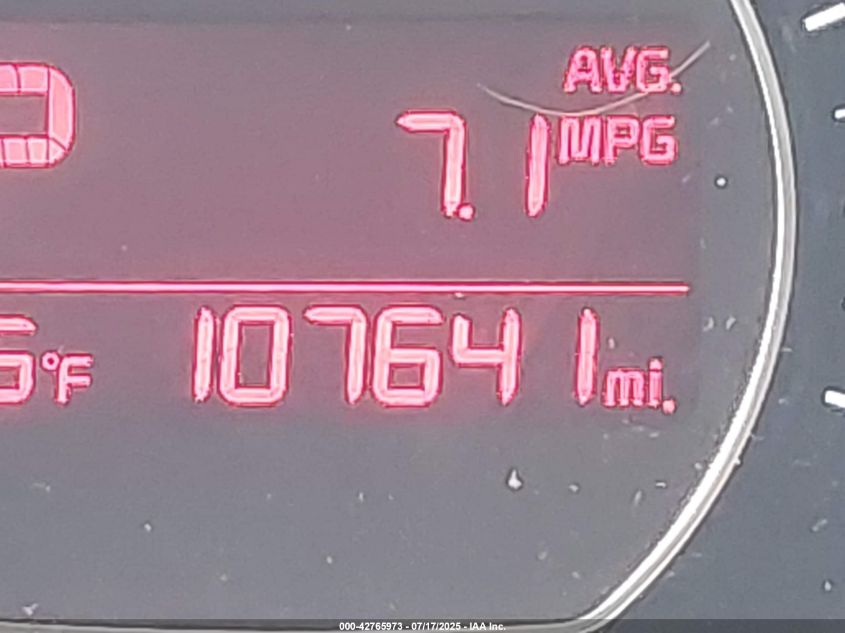 AVG.
7.1 MPG
°F 107641 mi.
000-42765973 - 07/17/2025 - IAA Inc.